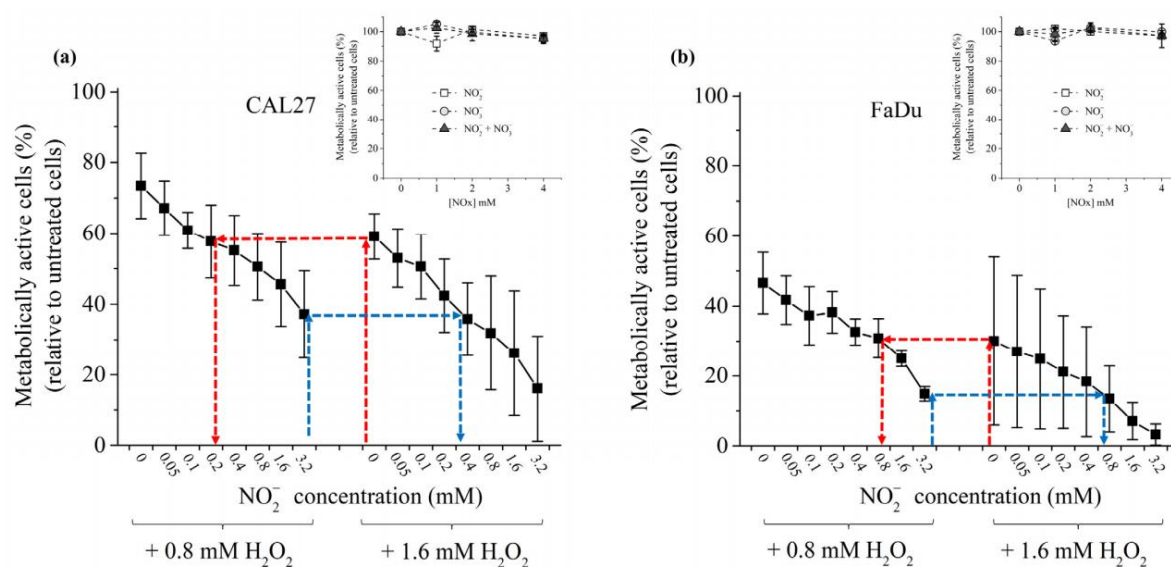 (a)
CAL27
Metabolically active cells (%)
(relative to untreated cells)
100
80
60
40
20
0
0
0.05
0.1
0.2
0.4
0.8
1.6
3.2
0
0.05
0.1
0.2
0.4
0.8
1.6
3.2
NO₂⁻ concentration (mM)
+ 0.8 mM H₂O₂
+ 1.6 mM H₂O₂
Metabolically active cells (%)
(relative to untreated cells)
100
80
60
40
20
0
NO₂⁻
NO₃⁻
NO₂⁻ + NO₃⁻
0
1
2
3
4
[NOx] mM
(b)
FaDu
Metabolically active cells (%)
(relative to untreated cells)
100
80
60
40
20
0
0
0.05
0.1
0.2
0.4
0.8
1.6
3.2
0
0.05
0.1
0.2
0.4
0.8
1.6
3.2
NO₂⁻ concentration (mM)
+ 0.8 mM H₂O₂
+ 1.6 mM H₂O₂
Metabolically active cells (%)
(relative to untreated cells)
100
80
60
40
20
0
NO₂⁻
NO₃⁻
NO₂⁻ + NO₃⁻
0
1
2
3
4
[NOx] mM